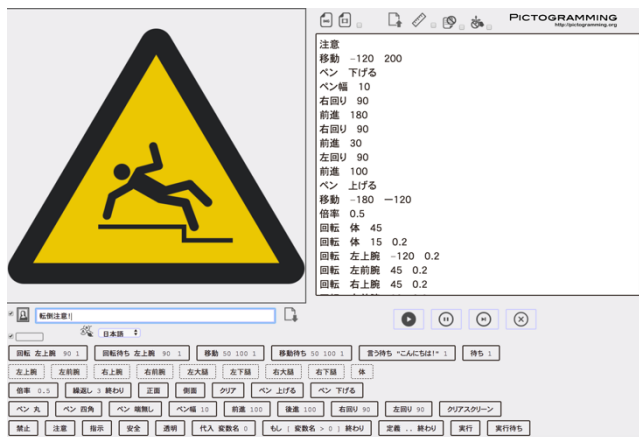 PICTOGRAMMING
http://pictogramming.org
注意
移動 -120 200
ペン 下げる
ペン幅 10
右回り 90
前進 180
右回り 90
前進 30
左回り 90
前進 100
ペン 上げる
移動 -180 ー120
倍率 0.5
回転 体 45
回転 体 15 0.2
回転 左上腕 -120 0.2
回転 左前腕 45 0.2
回転 右上腕 45 0.2
転倒注意!
日本語
回転 左上腕 90 1 回転待ち 左上腕 90 1 移動 50 100 1 移動待ち 50 100 1 言う待ち "こんにちは!" 1 待ち 1
左上腕 左前腕 右上腕 右前腕 左大腿 左下腿 右大腿 右下腿 体
倍率 0.5 繰返し 3 終わり 正面 側面 クリア ペン 上げる ペン 下げる
ペン 丸 ペン 四角 ペン 端無し ペン幅 10 前進 100 後進 100 右回り 90 左回り 90 クリアスクリーン
禁止 注意 指示 安全 透明 代入 変数名 0 もし [ 変数名 > 0 ] 終わり 定義 .. 終わり 実行 実行待ち